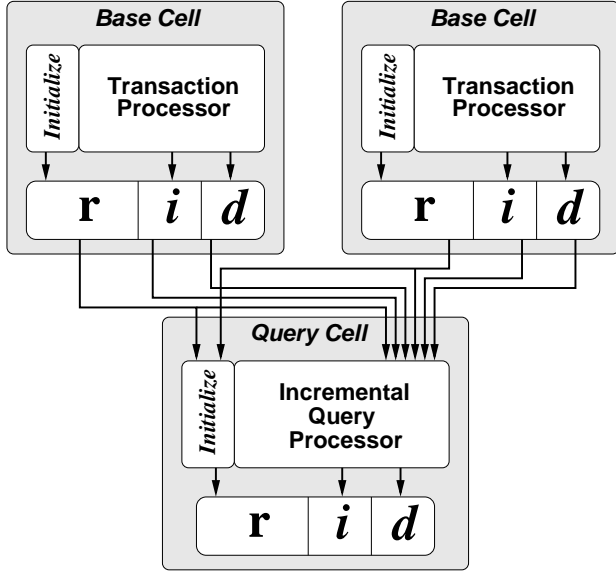 Base Cell
Initialize
Transaction
Processor
r
i
d
Base Cell
Initialize
Transaction
Processor
r
i
d
Query Cell
Initialize
Incremental
Query
Processor
r
i
d